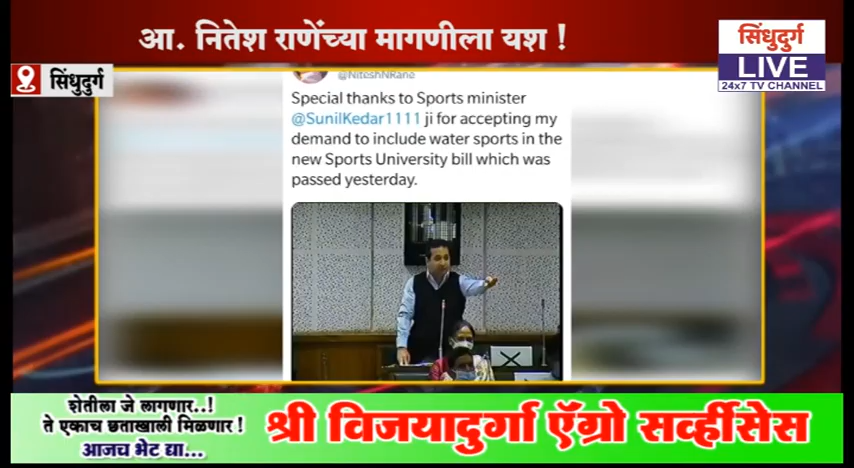 आ. नितेश राणेंच्या मागणीला यश !
सिंधुदुर्ग
LIVE
24x7 TV CHANNEL
सिंधुदुर्ग
@NiteshNRane
Special thanks to Sports minister
@SunilKedar1111 ji for accepting my
demand to include water sports in the
new Sports University bill which was
passed yesterday.
शेतीला जे लागणार..!
ते एकाच छताखाली मिळणार !
आजच भेट द्या...
श्री विजयादुर्गा ऍग्रो सर्व्हीसेस